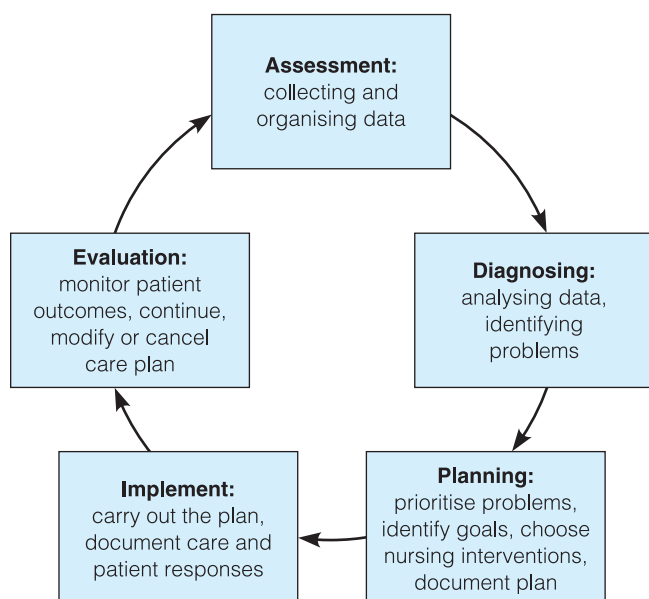 Assessment:
collecting and
organising data
Diagnosing:
analysing data,
identifying
problems
Planning:
prioritise problems,
identify goals, choose
nursing interventions,
document plan
Implement:
carry out the plan,
document care and
patient responses
Evaluation:
monitor patient
outcomes, continue,
modify or cancel
care plan